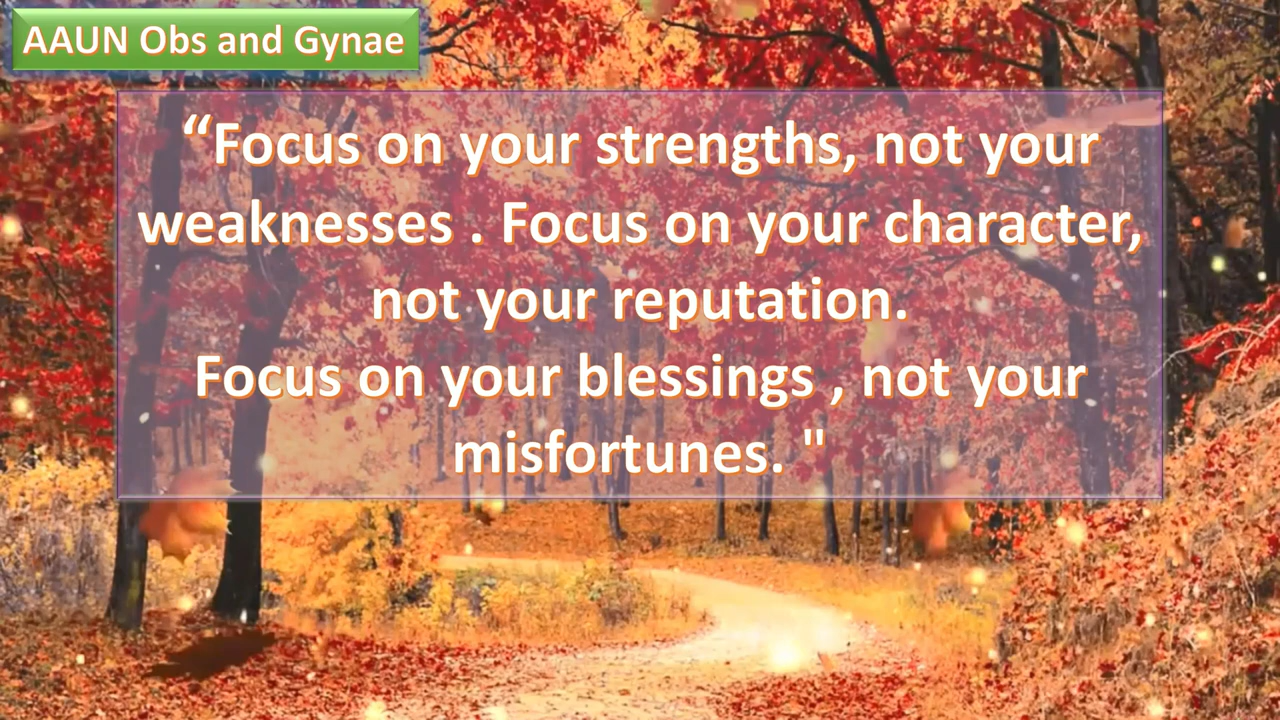 AAUN Obs and Gynae
“Focus on your strengths, not your
weaknesses . Focus on your character,
not your reputation.
Focus on your blessings , not your
misfortunes. "